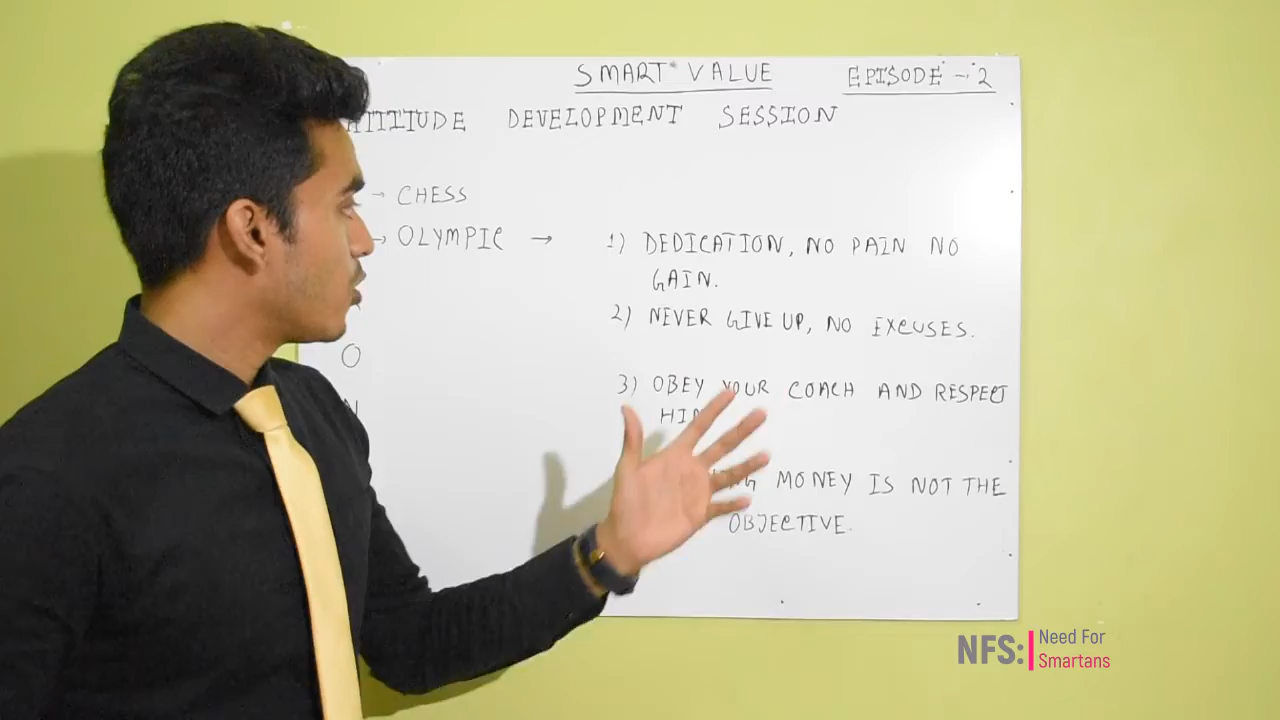 SMART VALUE EPISODE - 2
ATTITUDE DEVELOPMENT SESSION
→ CHESS
→ OLYMPIC → 1) DEDICATION, NO PAIN NO
GAIN.
2) NEVER GIVE UP, NO EXCUSES.
O
3) OBEY YOUR COACH AND RESPECT
N
MONEY IS NOT THE
OBJECTIVE.
NFS: Need For
Smartans